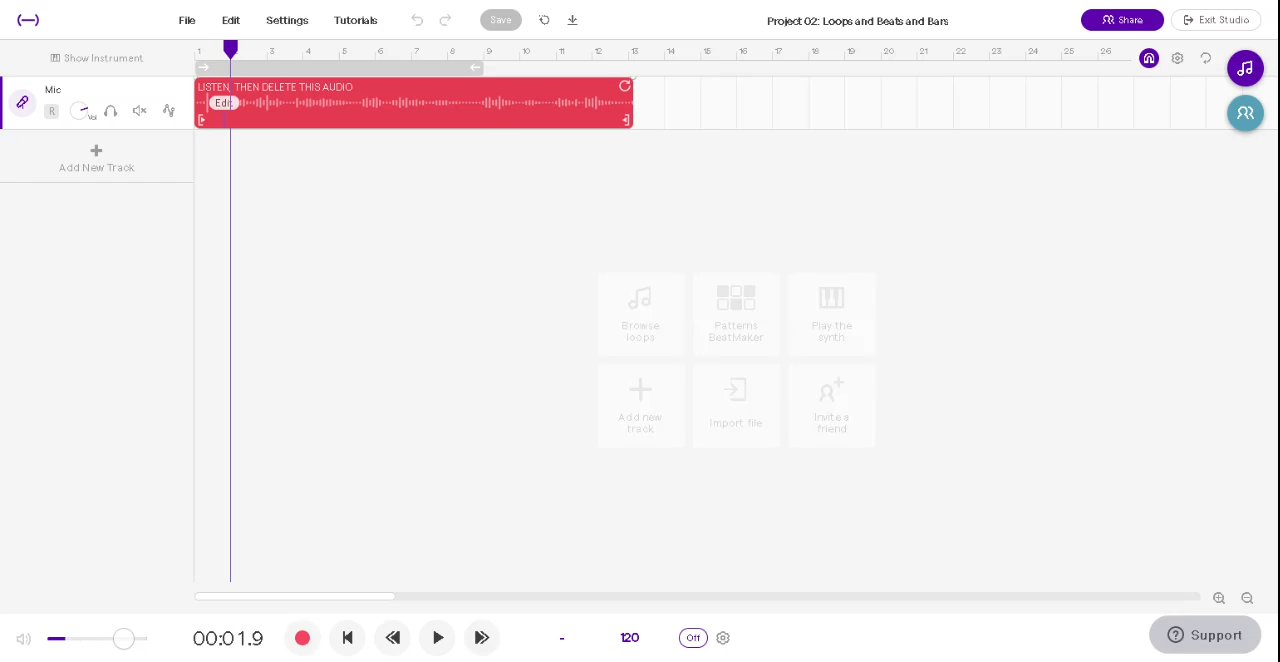 File Edit Settings Tutorials Save Project 02: Loops and Beats and Bars Share Exit Studio
Show Instrument 1 3 4 5 6 7 8 9 10 11 12 13 14 15 16 17 18 19 20 21 22 23 24 25 26
LISTEN, THEN DELETE THIS AUDIO
Mic
Edit
R Vol
Add New Track
Browse loops
Patterns BeatMaker
Play the synth
Add new track
Import file
Invite a friend
00:01.9 - 120 Off Support